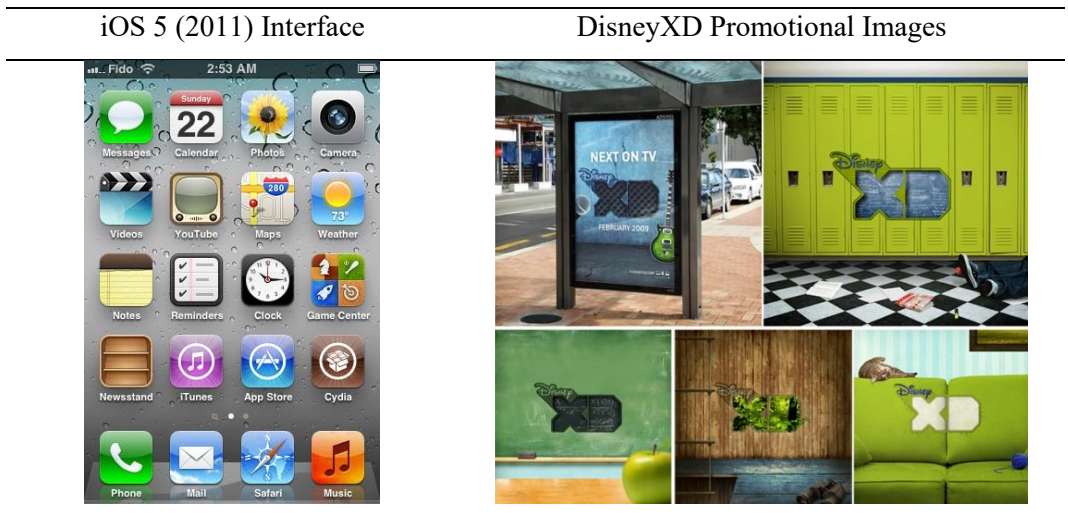 iOS 5 (2011) Interface
DisneyXD Promotional Images
Fido 2:53 AM
Sunday
22
280
73°
Messages Calendar Photos Camera
Videos YouTube Maps Weather
Notes Reminders Clock Game Center
Newsstand iTunes App Store Cydia
Phone Mail Safari Music
NEXT ON TV
Disney
XD
FEBRUARY 2009
Disney
XD
Disney
XD
Disney
XD
Disney
XD